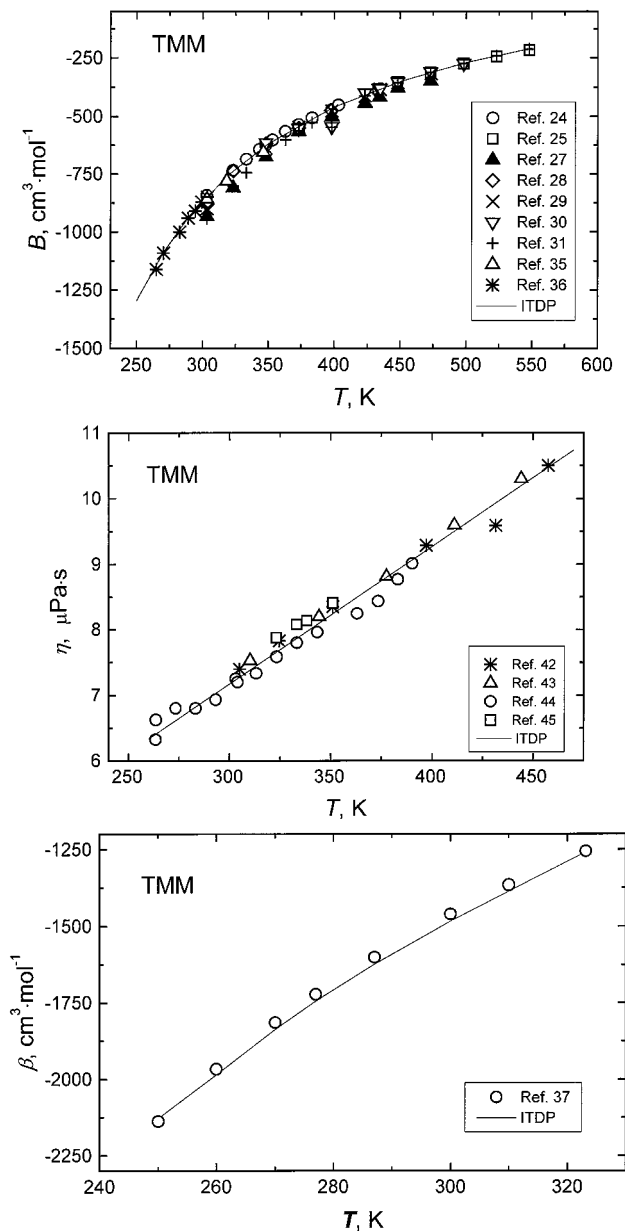 TMM
-250
-500
-750
-1000
-1250
-1500
B, cm³·mol⁻¹
Ref. 24
Ref. 25
Ref. 27
Ref. 28
Ref. 29
Ref. 30
Ref. 31
Ref. 35
Ref. 36
ITDP
250 300 350 400 450 500 550 600
T, K
TMM
11
10
9
8
7
6
η, μPa·s
Ref. 42
Ref. 43
Ref. 44
Ref. 45
ITDP
250 300 350 400 450
T, K
TMM
-1250
-1500
-1750
-2000
-2250
β, cm³·mol⁻¹
Ref. 37
ITDP
240 260 280 300 320
T, K